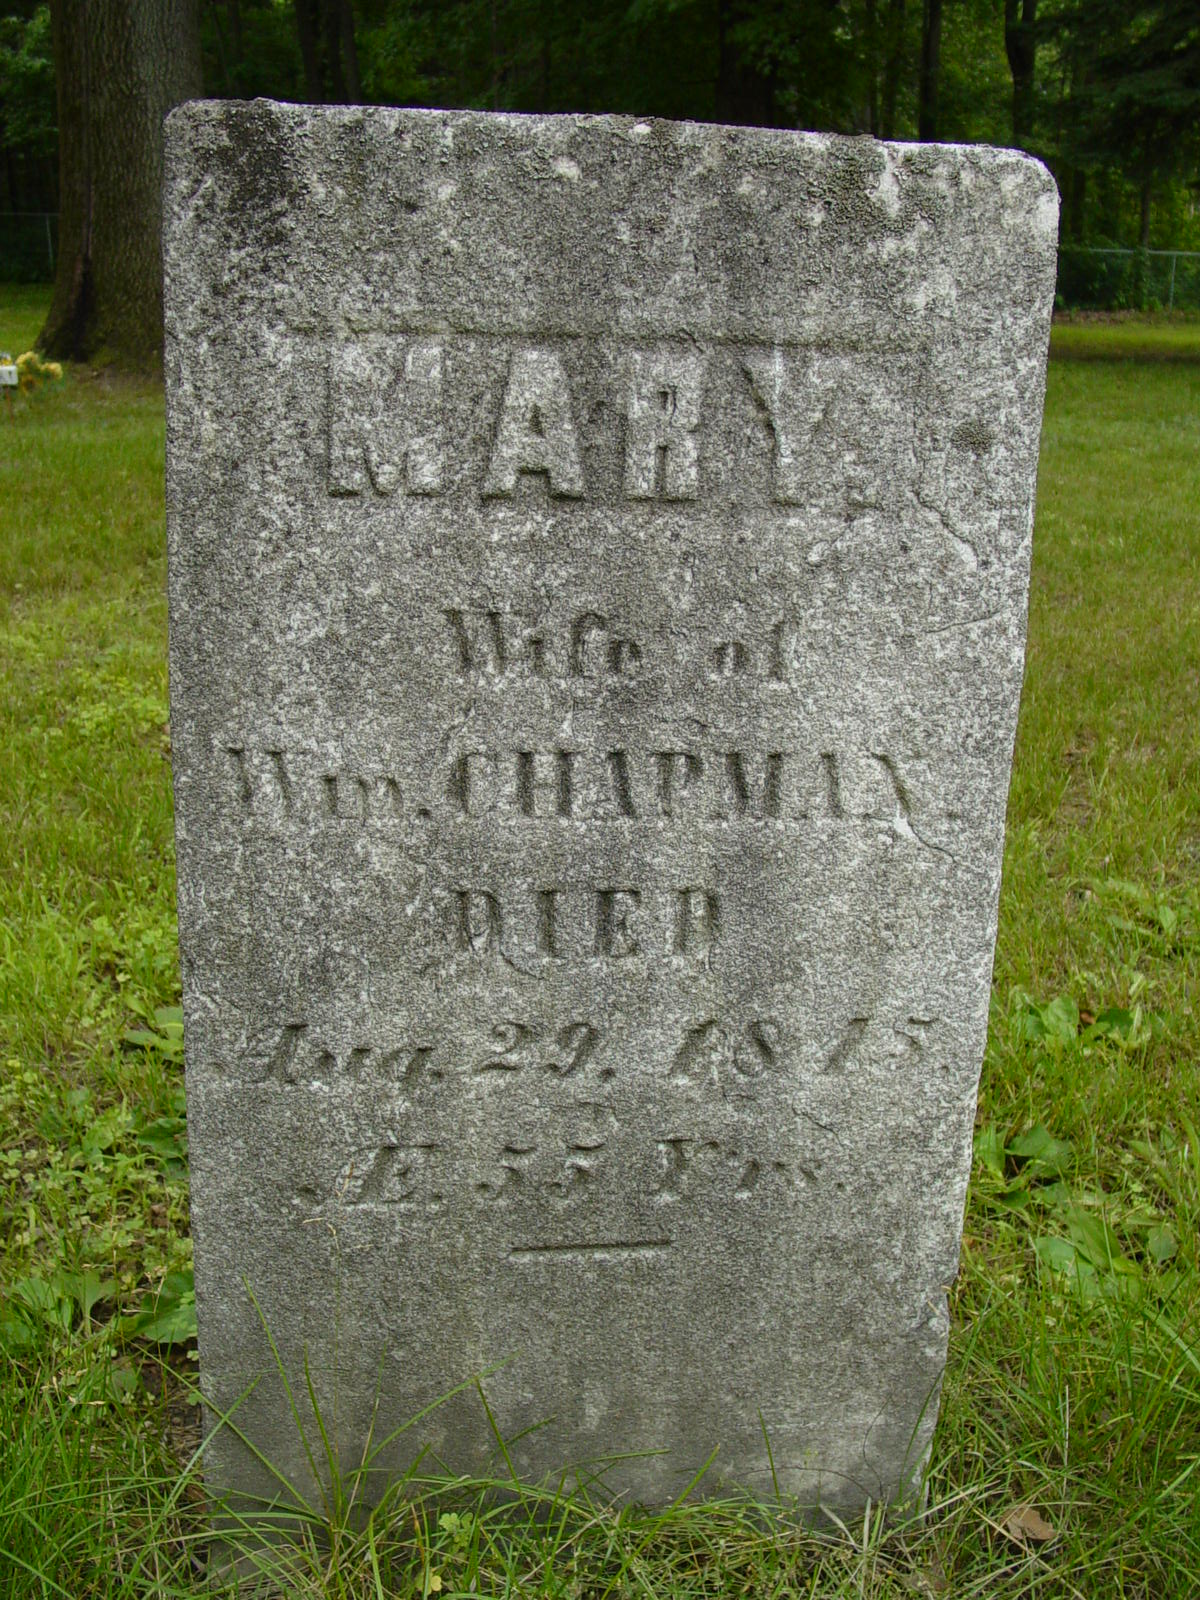 MARY.
Wife of
Wm. CHAPMAN.
DIED
Aug. 29, 1845.
Æ. 55 Yrs.